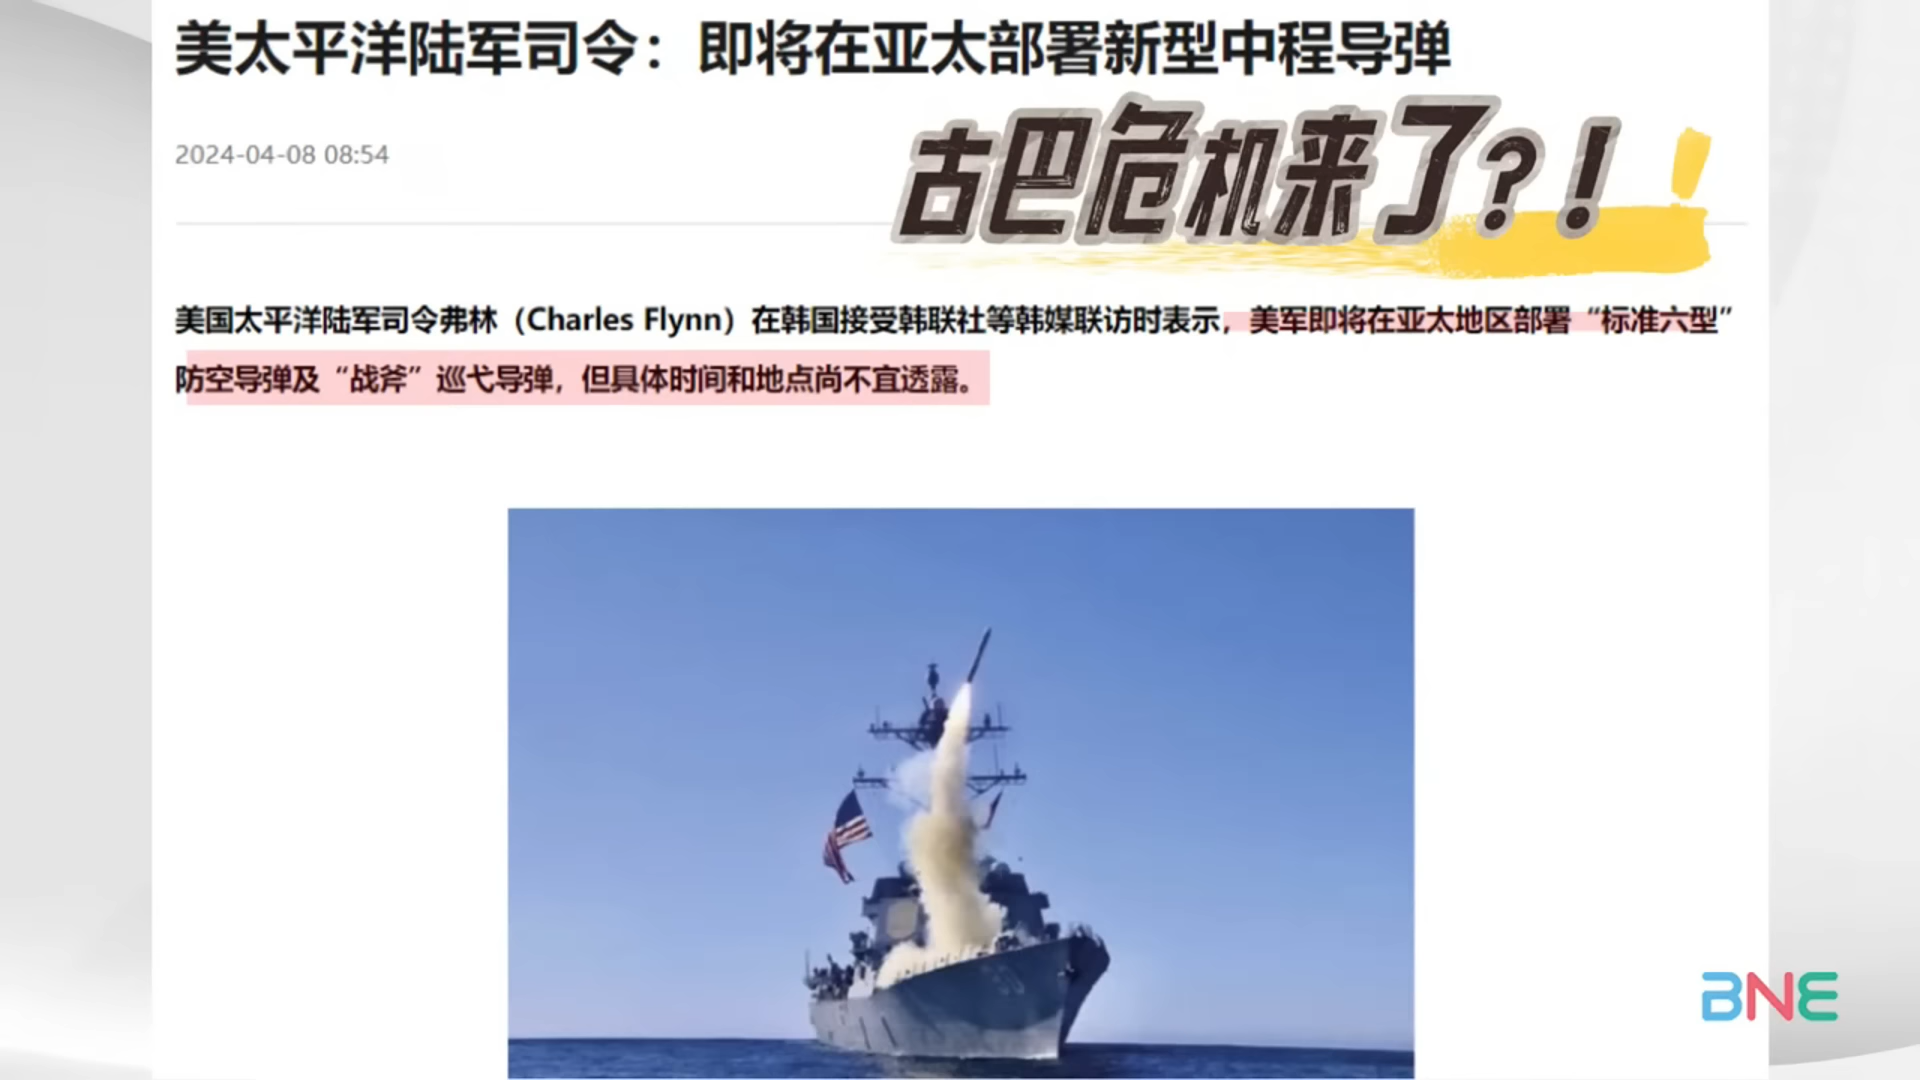 美太平洋陆军司令：即将在亚太部署新型中程导弹
2024-04-08 08:54
古巴危机来了?!
美国太平洋陆军司令弗林（Charles Flynn）在韩国接受韩联社等韩媒联访时表示，美军即将在亚太地区部署“标准六型”
防空导弹及“战斧”巡弋导弹，但具体时间和地点尚不宜透露。
BNE